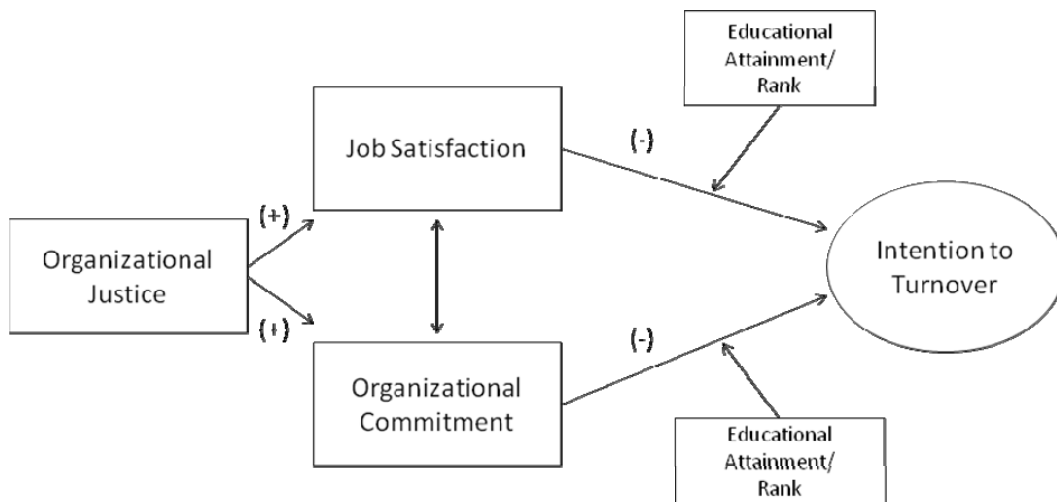 Educational
Attainment/
Rank
Job Satisfaction
(-)
(+)
Organizational
Justice
Intention to
Turnover
(+)
(-)
Organizational
Commitment
Educational
Attainment/
Rank